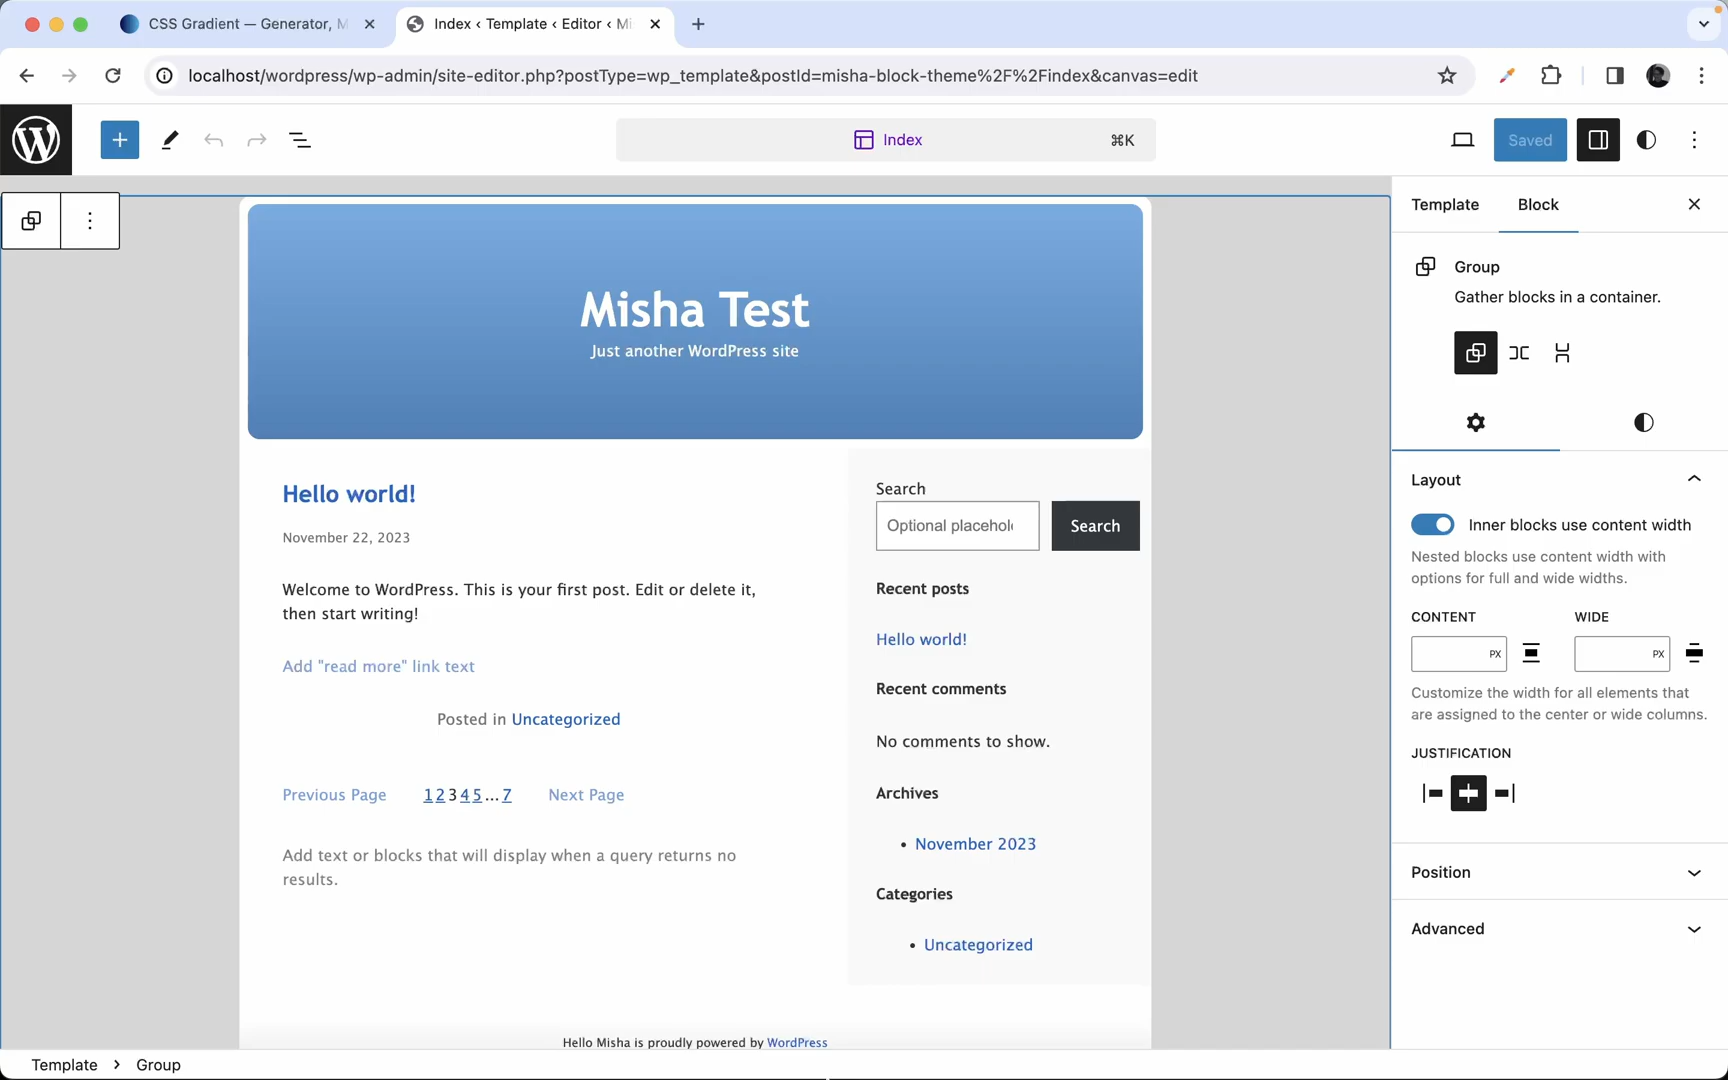 CSS Gradient — Generator, M
Index ‹ Template ‹ Editor ‹ Mi
localhost/wordpress/wp-admin/site-editor.php?postType=wp_template&postId=misha-block-theme%2F%2Findex&canvas=edit
Index ⌘K
Saved
Template Block
Group
Gather blocks in a container.
Misha Test
Just another WordPress site
Layout
Inner blocks use content width
Nested blocks use content width with
options for full and wide widths.
CONTENT WIDE
PX PX
Customize the width for all elements that
are assigned to the center or wide columns.
JUSTIFICATION
Position
Advanced
Hello world!
November 22, 2023
Welcome to WordPress. This is your first post. Edit or delete it,
then start writing!
Add "read more" link text
Posted in Uncategorized
Previous Page 1 2 3 4 5 ... 7 Next Page
Add text or blocks that will display when a query returns no
results.
Search
Optional placehol
Search
Recent posts
Hello world!
Recent comments
No comments to show.
Archives
• November 2023
Categories
• Uncategorized
Hello Misha is proudly powered by WordPress
Template › Group